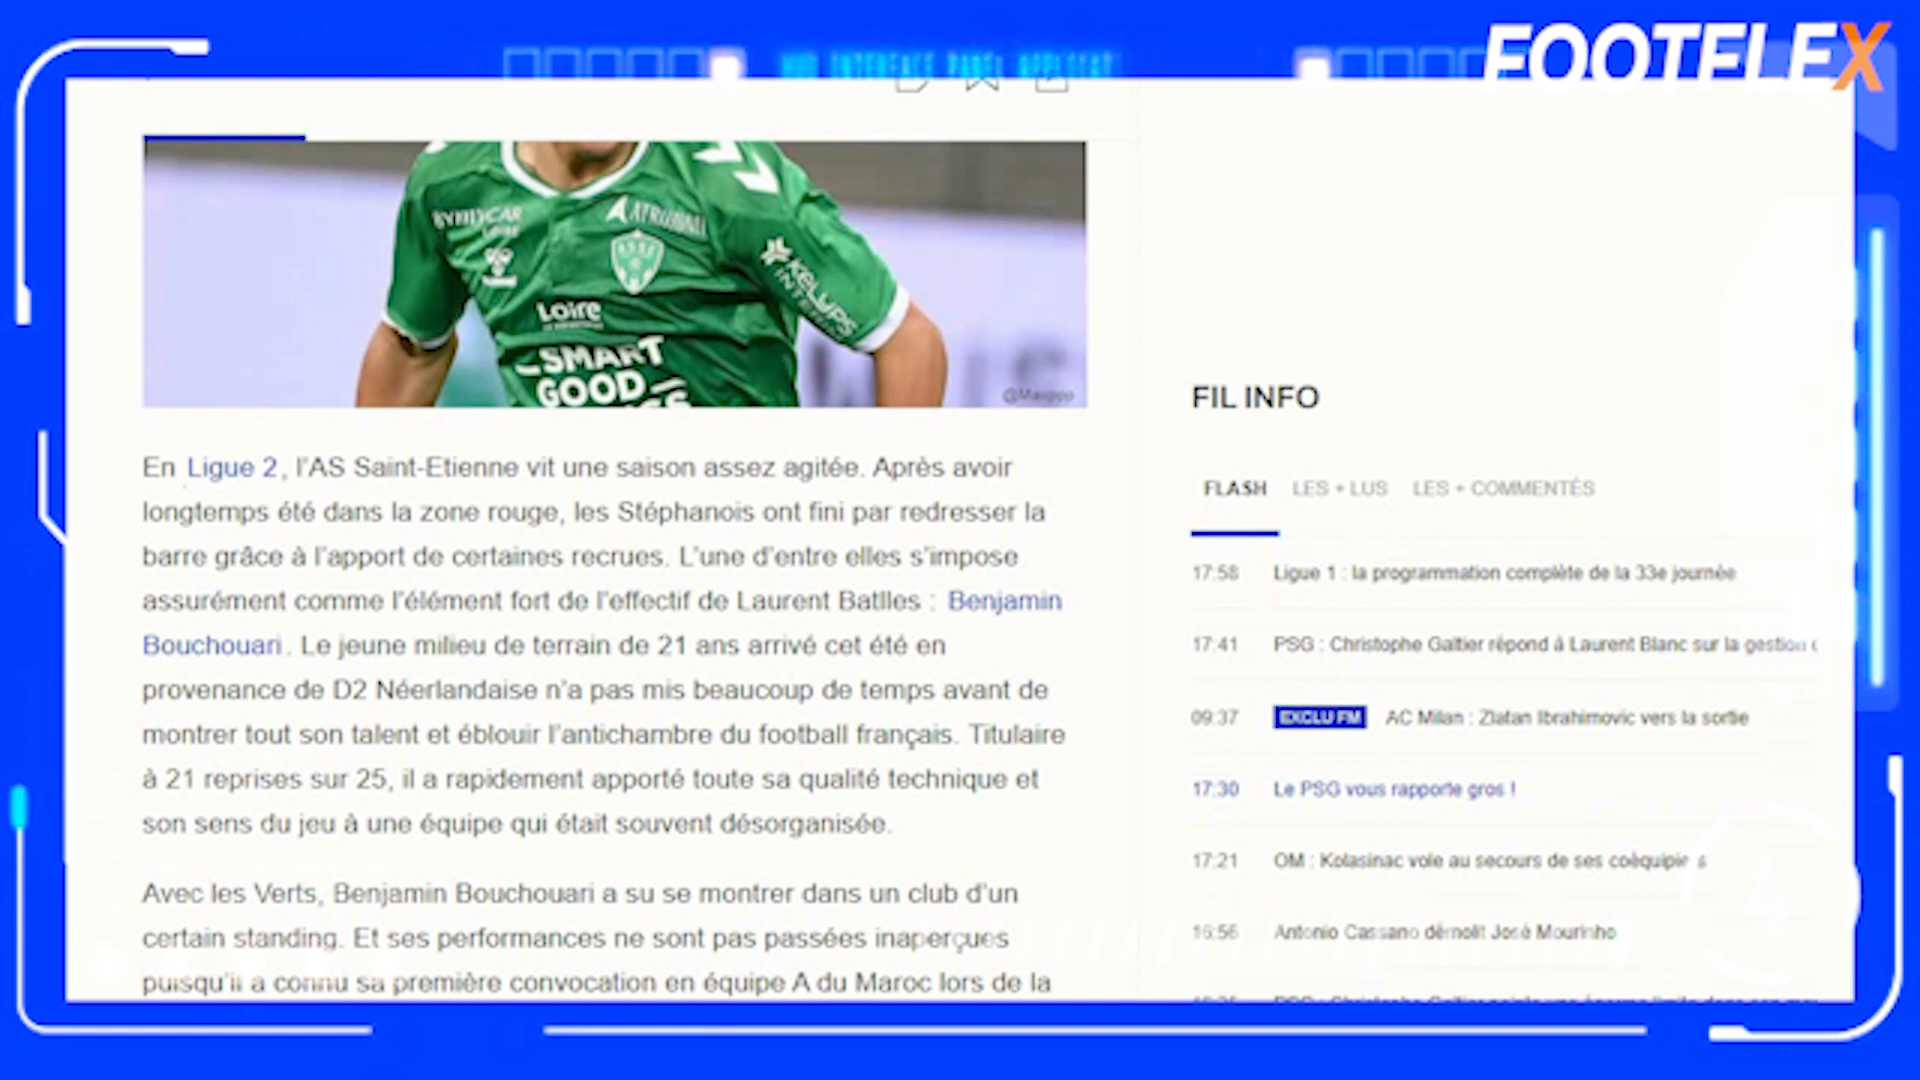 FOOTELEX
ATRIUM
Loire
KELYPS
INTERIM
SMART
GOOD
@Maxppp
En Ligue 2, l'AS Saint-Etienne vit une saison assez agitée. Après avoir
longtemps été dans la zone rouge, les Stéphanois ont fini par redresser la
barre grâce à l'apport de certaines recrues. L'une d'entre elles s'impose
assurément comme l'élément fort de l'effectif de Laurent Batlles : Benjamin
Bouchouari. Le jeune milieu de terrain de 21 ans arrivé cet été en
provenance de D2 Néerlandaise n'a pas mis beaucoup de temps avant de
montrer tout son talent et éblouir l'antichambre du football français. Titulaire
à 21 reprises sur 25, il a rapidement apporté toute sa qualité technique et
son sens du jeu à une équipe qui était souvent désorganisée.
Avec les Verts, Benjamin Bouchouari a su se montrer dans un club d'un
certain standing. Et ses performances ne sont pas passées inaperçues
puisqu'il a connu sa première convocation en équipe A du Maroc lors de la
FIL INFO
FLASH LES + LUS LES + COMMENTÉS
17:58 Ligue 1 : la programmation complète de la 33e journée
17:41 PSG : Christophe Galtier répond à Laurent Blanc sur la gestion
09:37 EXCLU FM AC Milan : Zlatan Ibrahimovic vers la sortie
17:30 Le PSG vous rapporte gros !
17:21 OM : Kolasinac vole au secours de ses
16:56 Antonio Cassano démolit José Mourinho